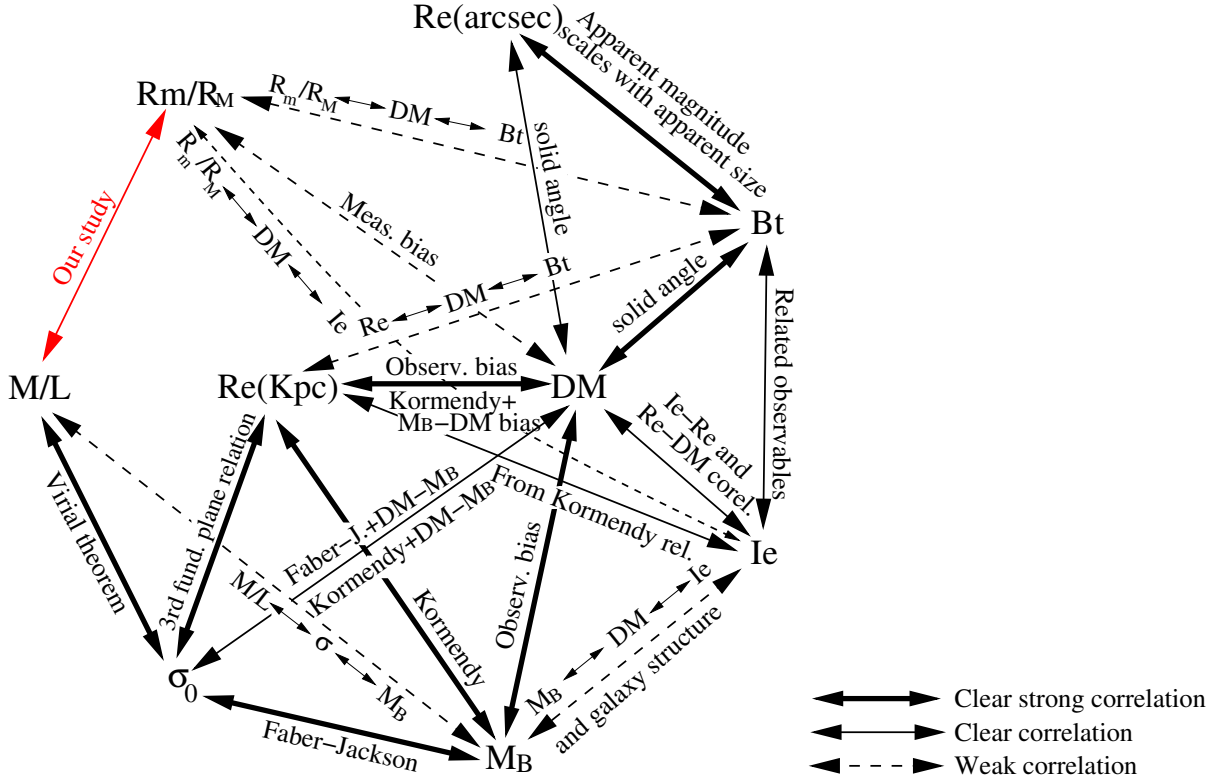 Re(arcsec)
Apparent magnitude
scales with apparent size
Rm/RM
Rm/RM DM Bt
solid angle
Rm/RM DM Ie
Meas. bias
Our study
Bt
Re DM Bt
solid angle
Related observables
M/L
Re(Kpc)
Observ. bias
DM
Kormendy+
MB–DM bias
Ie–Re and
Re–DM corel.
From Kormendy rel.
Ie
Virial theorem
3rd fund. plane relation
Faber–J.+DM–MB
Kormendy+DM–MB
Kormendy
Observ. bias
M/L σ MB
MB DM Ie
and galaxy structure
σ0
Faber–Jackson
MB
Clear strong correlation
Clear correlation
Weak correlation